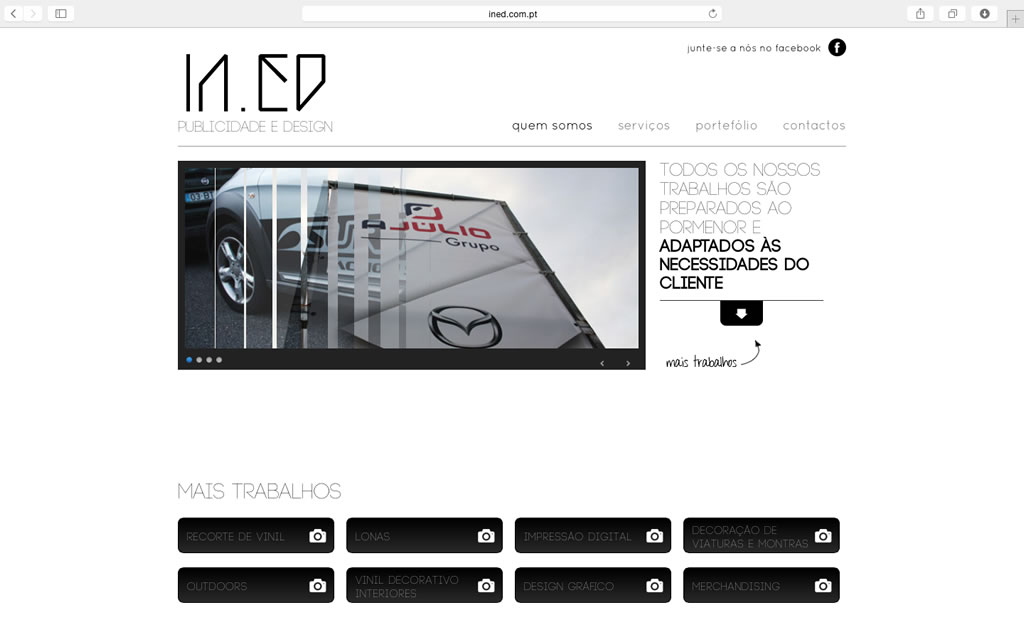 ined.com.pt
junte-se a nós no facebook
IN.ED
PUBLICIDADE E DESIGN
quem somos serviços portefólio contactos
TODOS OS NOSSOS
TRABALHOS SÃO
PREPARADOS AO
PORMENOR E
ADAPTADOS ÀS
NECESSIDADES DO
CLIENTE
AJÚLIO
Grupo
mais trabalhos
MAIS TRABALHOS
RECORTE DE VINIL
LONAS
IMPRESSÃO DIGITAL
DECORAÇÃO DE
VIATURAS E MONTRAS
OUTDOORS
VINIL DECORATIVO
INTERIORES
DESIGN GRÁFICO
MERCHANDISING